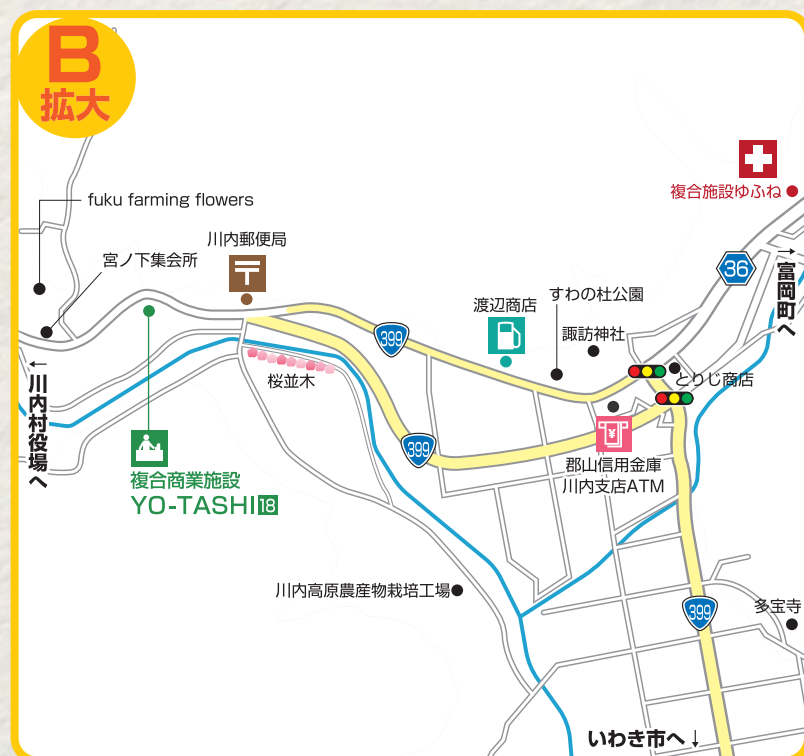 B
拡大
複合施設ゆふね
fuku farming flowers
川内郵便局
宮ノ下集会所
36
→富岡町へ
すわの杜公園
渡辺商店
諏訪神社
399
とりじ商店
桜並木
←川内村役場へ
399
郡山信用金庫
川内支店ATM
複合商業施設
YO-TASHI18
川内高原農産物栽培工場
399
多宝寺
いわき市へ↓